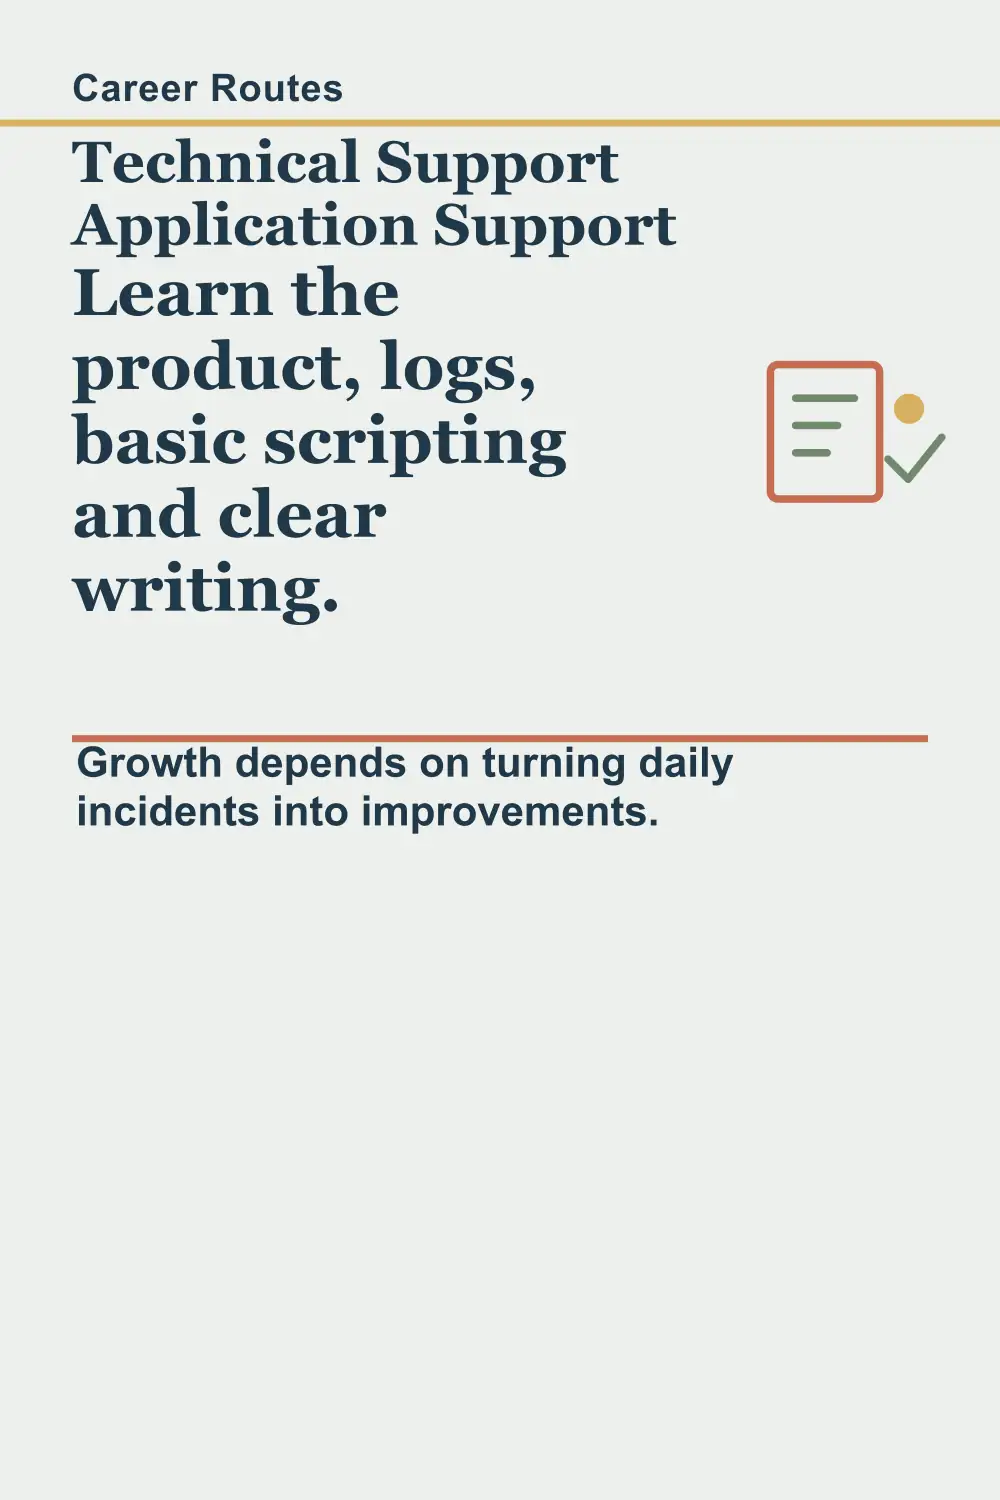 Career Routes
Technical Support
Application Support
Learn the
product, logs,
basic scripting
and clear
writing.
Growth depends on turning daily
incidents into improvements.